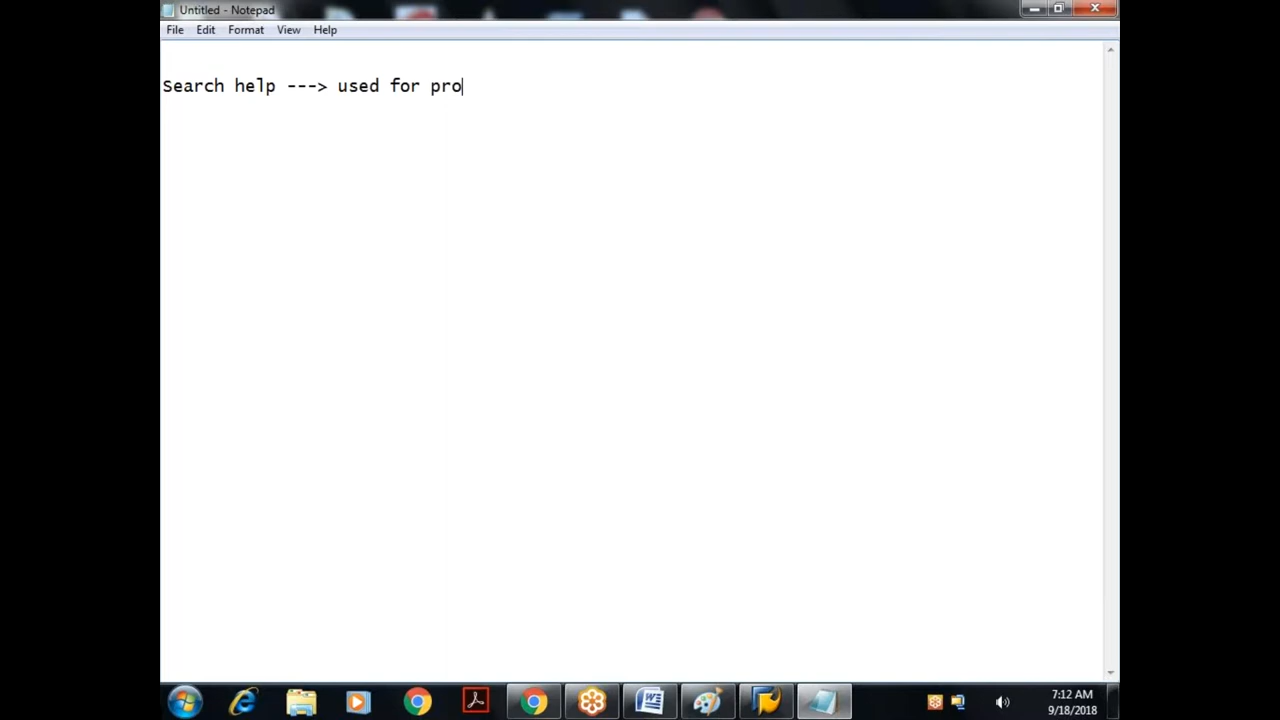 Untitled - Notepad
File Edit Format View Help
Search help ---> used for pro
7:12 AM
9/18/2018